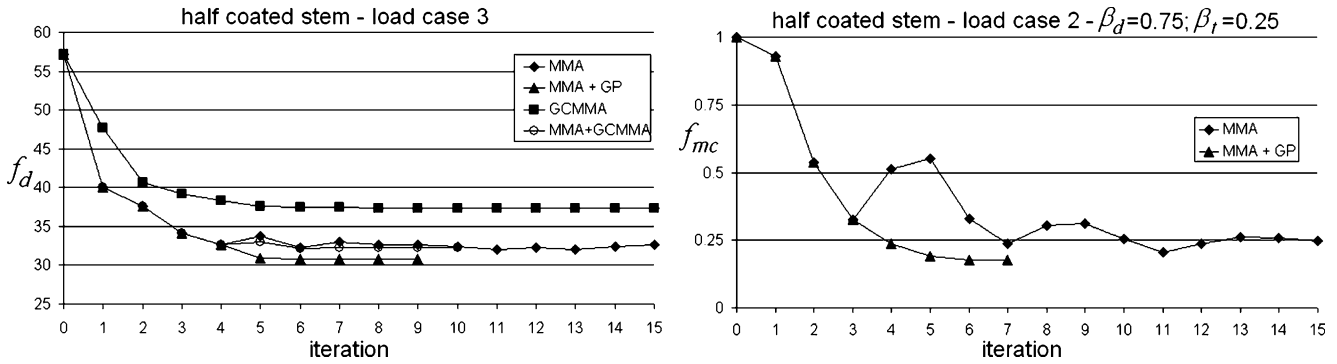 half coated stem - load case 3
60
55
50
45
40
35
30
25
f_d
MMA
MMA + GP
GCMMA
MMA+GCMMA
0 1 2 3 4 5 6 7 8 9 10 11 12 13 14 15
iteration
half coated stem - load case 2 - β_d=0.75; β_t=0.25
1
0.75
0.5
0.25
0
f_mc
MMA
MMA + GP
0 1 2 3 4 5 6 7 8 9 10 11 12 13 14 15
iteration